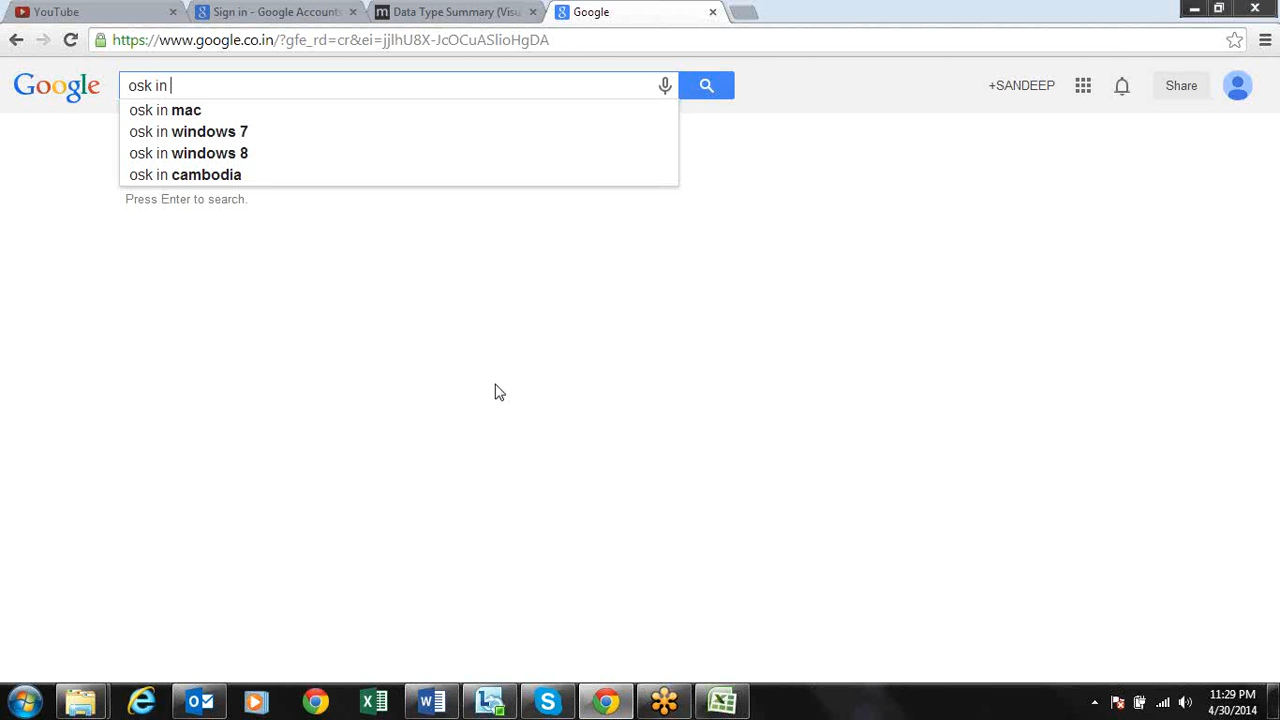 YouTube
Sign in - Google Accounts
Data Type Summary (Visu
Google
https://www.google.co.in/?gfe_rd=cr&ei=jjlhU8X-JcOCuASlioHgDA
Google
osk in
+SANDEEP
Share
osk in mac
osk in windows 7
osk in windows 8
osk in cambodia
Press Enter to search.
11:29 PM
4/30/2014